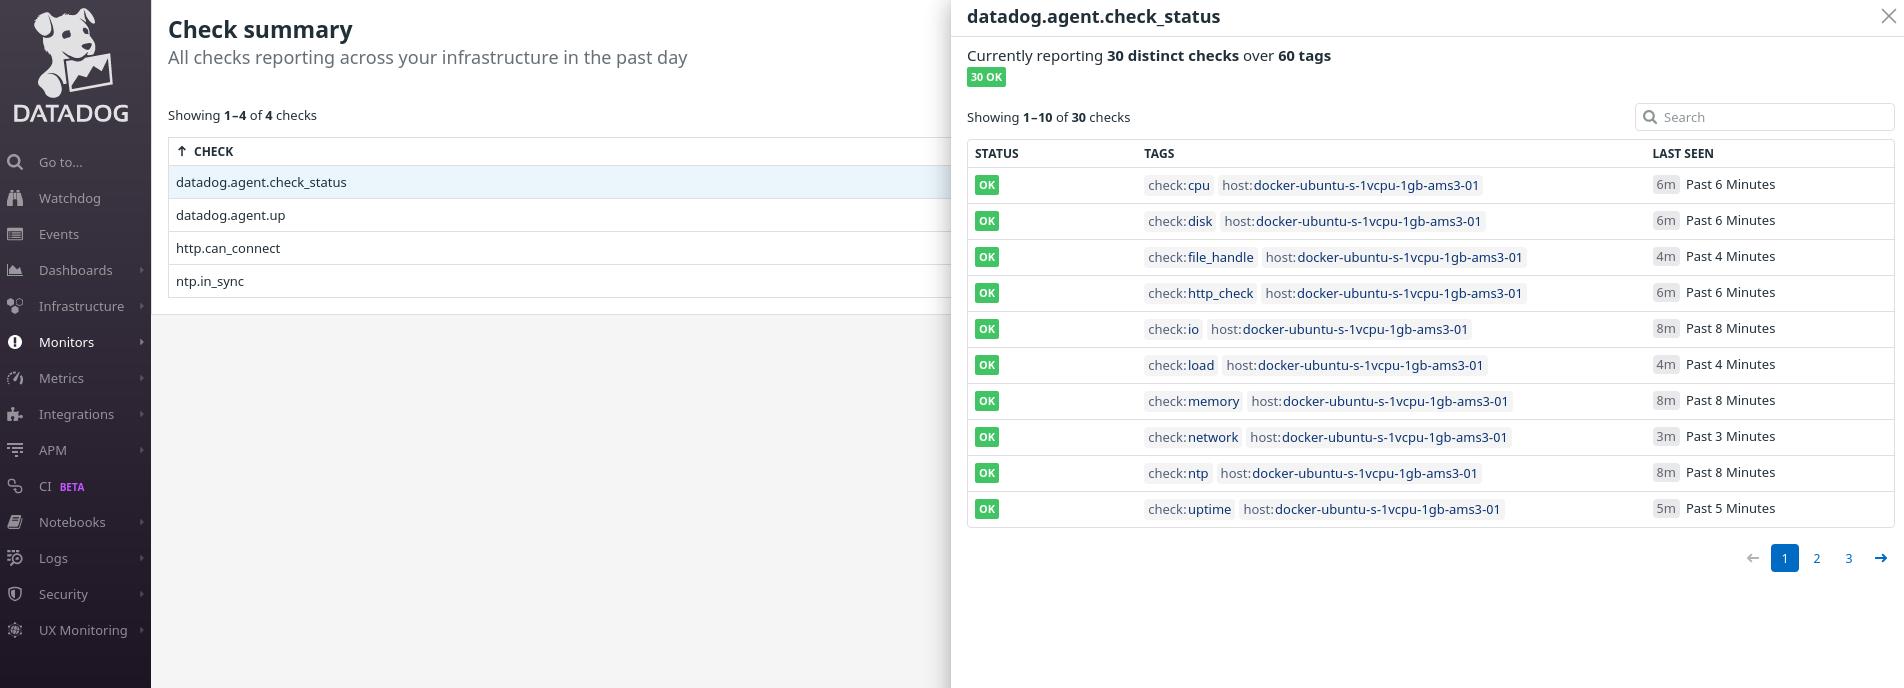 DATADOG
Go to...
Watchdog
Events
Dashboards
Infrastructure
Monitors
Metrics
Integrations
APM
CI BETA
Notebooks
Logs
Security
UX Monitoring
Check summary
All checks reporting across your infrastructure in the past day
Showing 1–4 of 4 checks
↑ CHECK
datadog.agent.check_status
datadog.agent.up
http.can_connect
ntp.in_sync
datadog.agent.check_status
Currently reporting 30 distinct checks over 60 tags
30 OK
Showing 1–10 of 30 checks
Search
STATUS TAGS LAST SEEN
OK check:cpu host:docker-ubuntu-s-1vcpu-1gb-ams3-01 6m Past 6 Minutes
OK check:disk host:docker-ubuntu-s-1vcpu-1gb-ams3-01 6m Past 6 Minutes
OK check:file_handle host:docker-ubuntu-s-1vcpu-1gb-ams3-01 4m Past 4 Minutes
OK check:http_check host:docker-ubuntu-s-1vcpu-1gb-ams3-01 6m Past 6 Minutes
OK check:io host:docker-ubuntu-s-1vcpu-1gb-ams3-01 8m Past 8 Minutes
OK check:load host:docker-ubuntu-s-1vcpu-1gb-ams3-01 4m Past 4 Minutes
OK check:memory host:docker-ubuntu-s-1vcpu-1gb-ams3-01 8m Past 8 Minutes
OK check:network host:docker-ubuntu-s-1vcpu-1gb-ams3-01 3m Past 3 Minutes
OK check:ntp host:docker-ubuntu-s-1vcpu-1gb-ams3-01 8m Past 8 Minutes
OK check:uptime host:docker-ubuntu-s-1vcpu-1gb-ams3-01 5m Past 5 Minutes
← 1 2 3 →